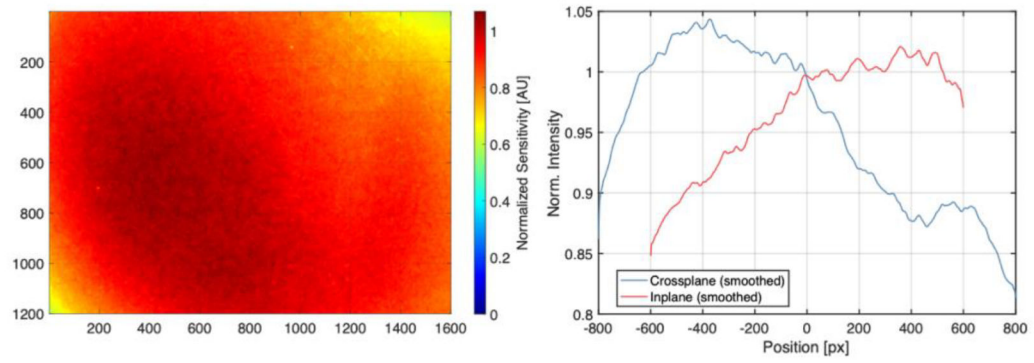 200
400
600
800
1000
1200
200 400 600 800 1000 1200 1400 1600
1
0.8
0.6
0.4
0.2
0
Normalized Sensitivity [AU]
1.05
1
0.95
0.9
0.85
0.8
Norm. Intensity
Crossplane (smoothed)
Inplane (smoothed)
-800 -600 -400 -200 0 200 400 600 800
Position [px]